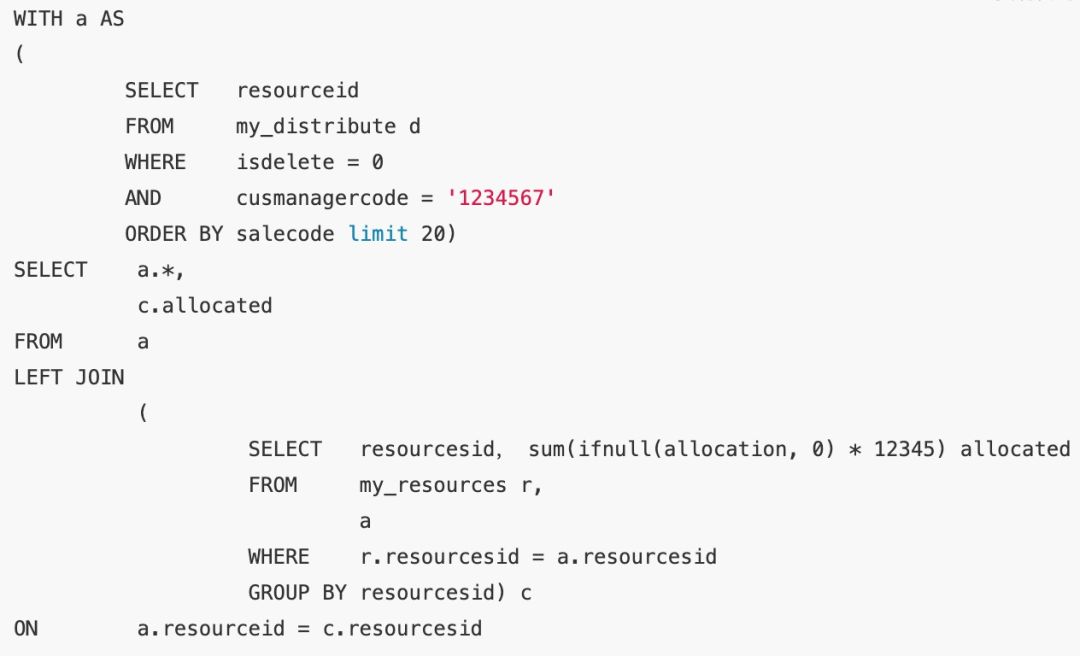 WITH a AS
(
SELECT resourceid
FROM my_distribute d
WHERE isdelete = 0
AND cusmanagercode = '1234567'
ORDER BY salecode limit 20)
SELECT a.*,
c.allocated
FROM a
LEFT JOIN
(
SELECT resourcesid, sum(ifnull(allocation, 0) * 12345) allocated
FROM my_resources r,
a
WHERE r.resourcesid = a.resourcesid
GROUP BY resourcesid) c
ON a.resourceid = c.resourcesid